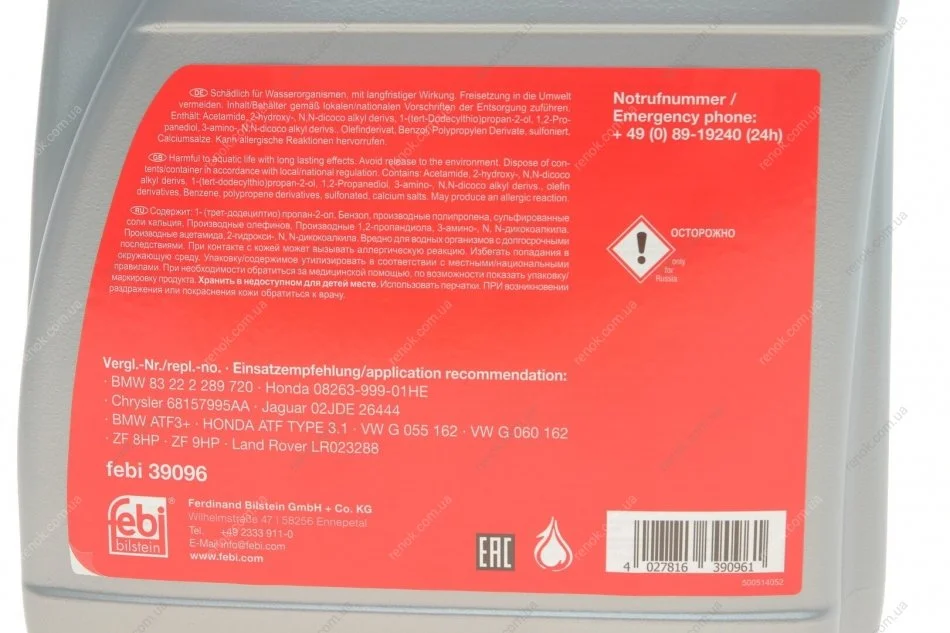 DE Schädlich für Wasserorganismen, mit langfristiger Wirkung. Freisetzung in die Umwelt
vermeiden. Inhalt/Behälter gemäß lokalen/nationalen Vorschriften der Entsorgung zuführen.
Enthält: Acetamide, 2-hydroxy-, N,N-dicoco alkyl derivs., 1-(tert-Dodecylthio)propan-2-ol, 1,2-Pro-
panediol, 3-amino-, N,N-dicoco alkyl derivs., Olefinderivat, Benzol, Polypropylen Derivate, sulfoniert,
Calciumsalze. Kann allergische Reaktionen hervorrufen.
GB Harmful to aquatic life with long lasting effects. Avoid release to the environment. Dispose of con-
tents/container in accordance with local/national regulation. Contains: Acetamide, 2-hydroxy-, N,N-dicoco
alkyl derivs, 1-(tert-dodecylthio)propan-2-ol, 1,2-Propanediol, 3-amino-, N,N-dicoco alkyl derivs., olefin
derivatives, Benzene, polypropene derivatives, sulfonated, calcium salts. May produce an allergic reaction.
RU Содержит: 1- (трет-додецилтио) пропан-2-ол. Бензол, производные полипропена, сульфированные
соли кальция, Производные олефинов, Производные 1,2-пропандиола, 3-амино-, N, N-дикокоалкила.
Производные ацетамида, 2-гидрокси-, N, N-дикокоалкила. Вредно для водных организмов с долгосрочными
последствиями. При контакте с кожей может вызывать аллергическую реакцию. Избегать попадания в
окружающую среду. Упаковку/содержимое утилизировать в соответствии с местными/национальными
правилами. При необходимости обратиться за медицинской помощью, по возможности показать упаковку/
маркировку продукта. Хранить в недоступном для детей месте. Использовать перчатки. ПРИ возникновении
раздражения или покраснения кожи обратиться к врачу.
Notrufnummer /
Emergency phone:
+ 49 (0) 89-19240 (24h)
ОСТОРОЖНО
only
for
Russia
Vergl.-Nr./repl.-no. · Einsatzempfehlung/application recommendation:
· BMW 83 22 2 289 720 · Honda 08263-999-01HE
· Chrysler 68157995AA · Jaguar 02JDE 26444
· BMW ATF3+ · HONDA ATF TYPE 3.1 · VW G 055 162 · VW G 060 162
· ZF 8HP · ZF 9HP · Land Rover LR023288
febi 39096
febi ®
bilstein
Ferdinand Bilstein GmbH + Co. KG
Wilhelmstraße 47 | 58256 Ennepetal
Tel. +49 2333 911-0
E-Mail info@febi.com
www.febi.com
EAC
4 027816 390961
500514052
renok.com.ua